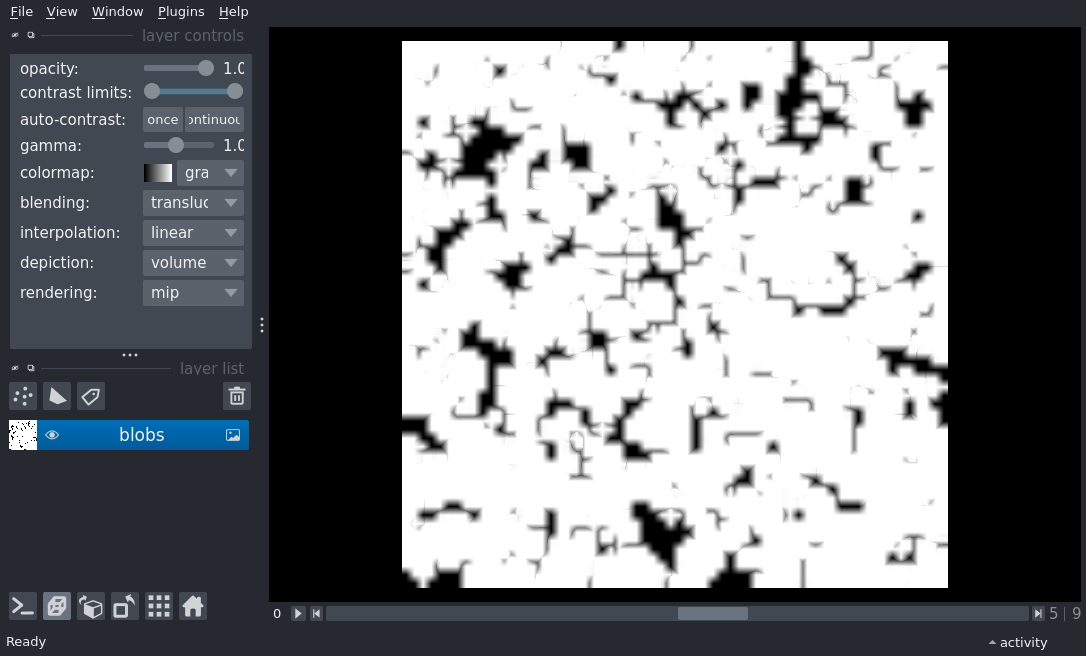 File View Window Plugins Help
layer controls
opacity: 1.0
contrast limits:
auto-contrast: once ontinuou
gamma: 1.0
colormap: gra
blending: transluc
interpolation: linear
depiction: volume
rendering: mip
layer list
blobs
0 5 | 9
Ready activity